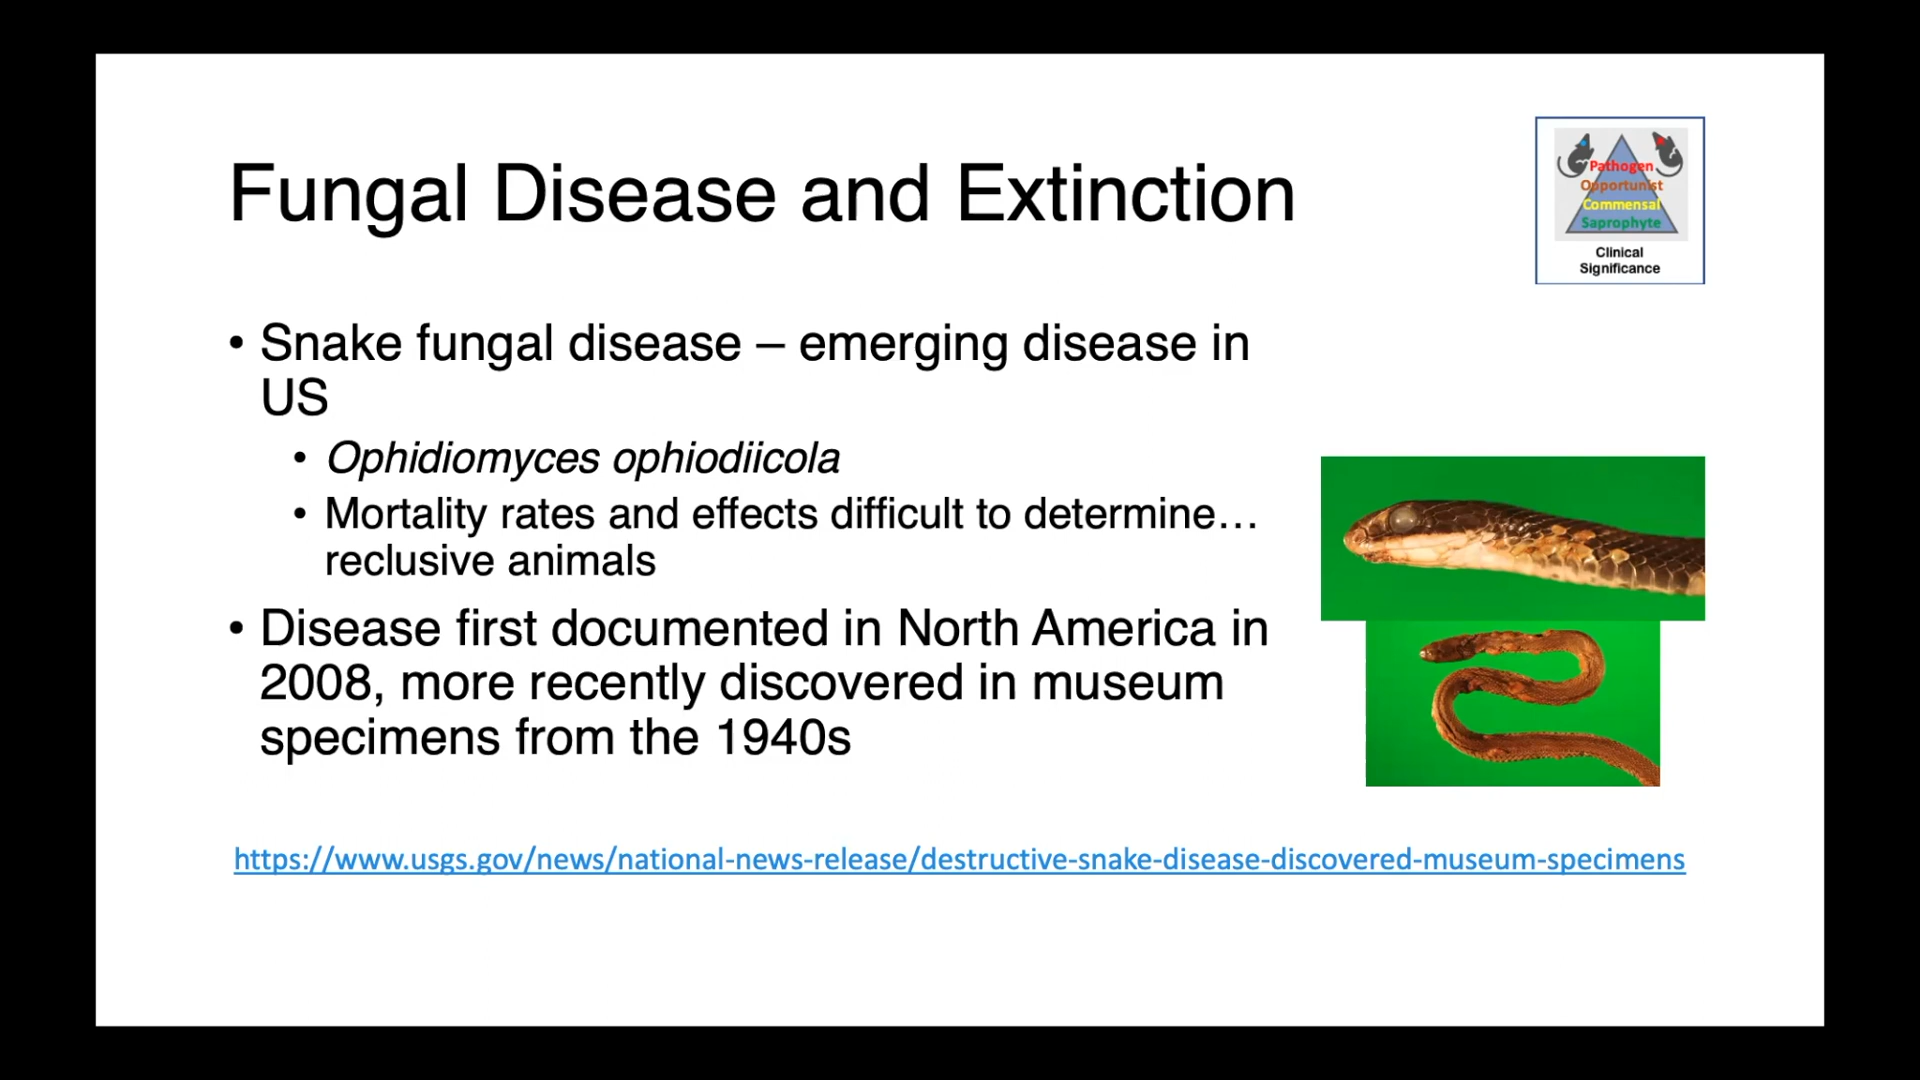 Fungal Disease and Extinction
Pathogen
Opportunist
Commensal
Saprophyte
Clinical
Significance
• Snake fungal disease – emerging disease in
US
• Ophidiomyces ophiodiicola
• Mortality rates and effects difficult to determine…
reclusive animals
• Disease first documented in North America in
2008, more recently discovered in museum
specimens from the 1940s
https://www.usgs.gov/news/national-news-release/destructive-snake-disease-discovered-museum-specimens